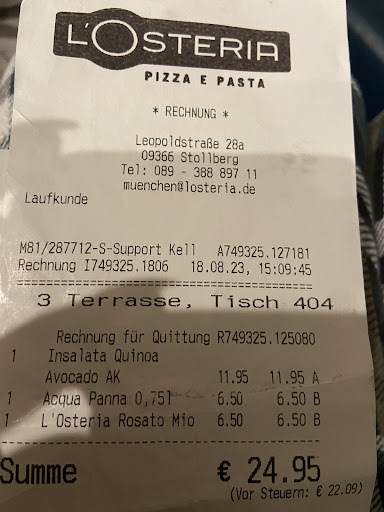 L'OSTERIA
PIZZA E PASTA
* RECHNUNG *
Leopoldstraße 28a
09366 Stollberg
Tel: 089 - 388 897 11
muenchen@losteria.de
Laufkunde
M81/287712-S-Support Kell A749325.127181
Rechnung I749325.1806 18.08.23, 15:09:45
3 Terrasse, Tisch 404
Rechnung für Quittung R749325.125080
1 Insalata Quinoa
Avocado AK 11.95 11.95 A
1 Acqua Panna 0,75l 6.50 6.50 B
1 L'Osteria Rosato Mio 6.50 6.50 B
Summe € 24.95
(Vor Steuern: € 22.09)